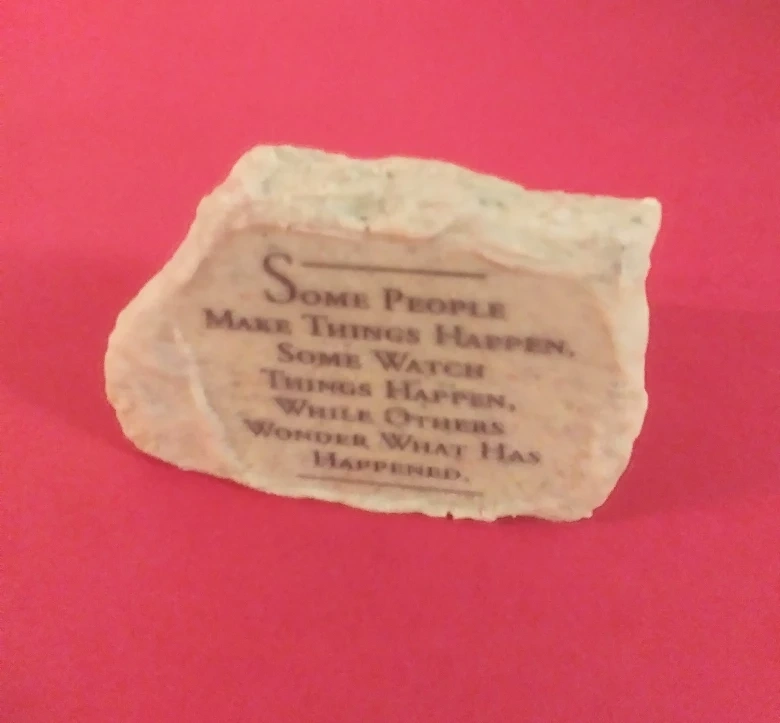 Some People
Make Things Happen,
Some Watch
Things Happen,
While Others
Wonder What Has
Happened.